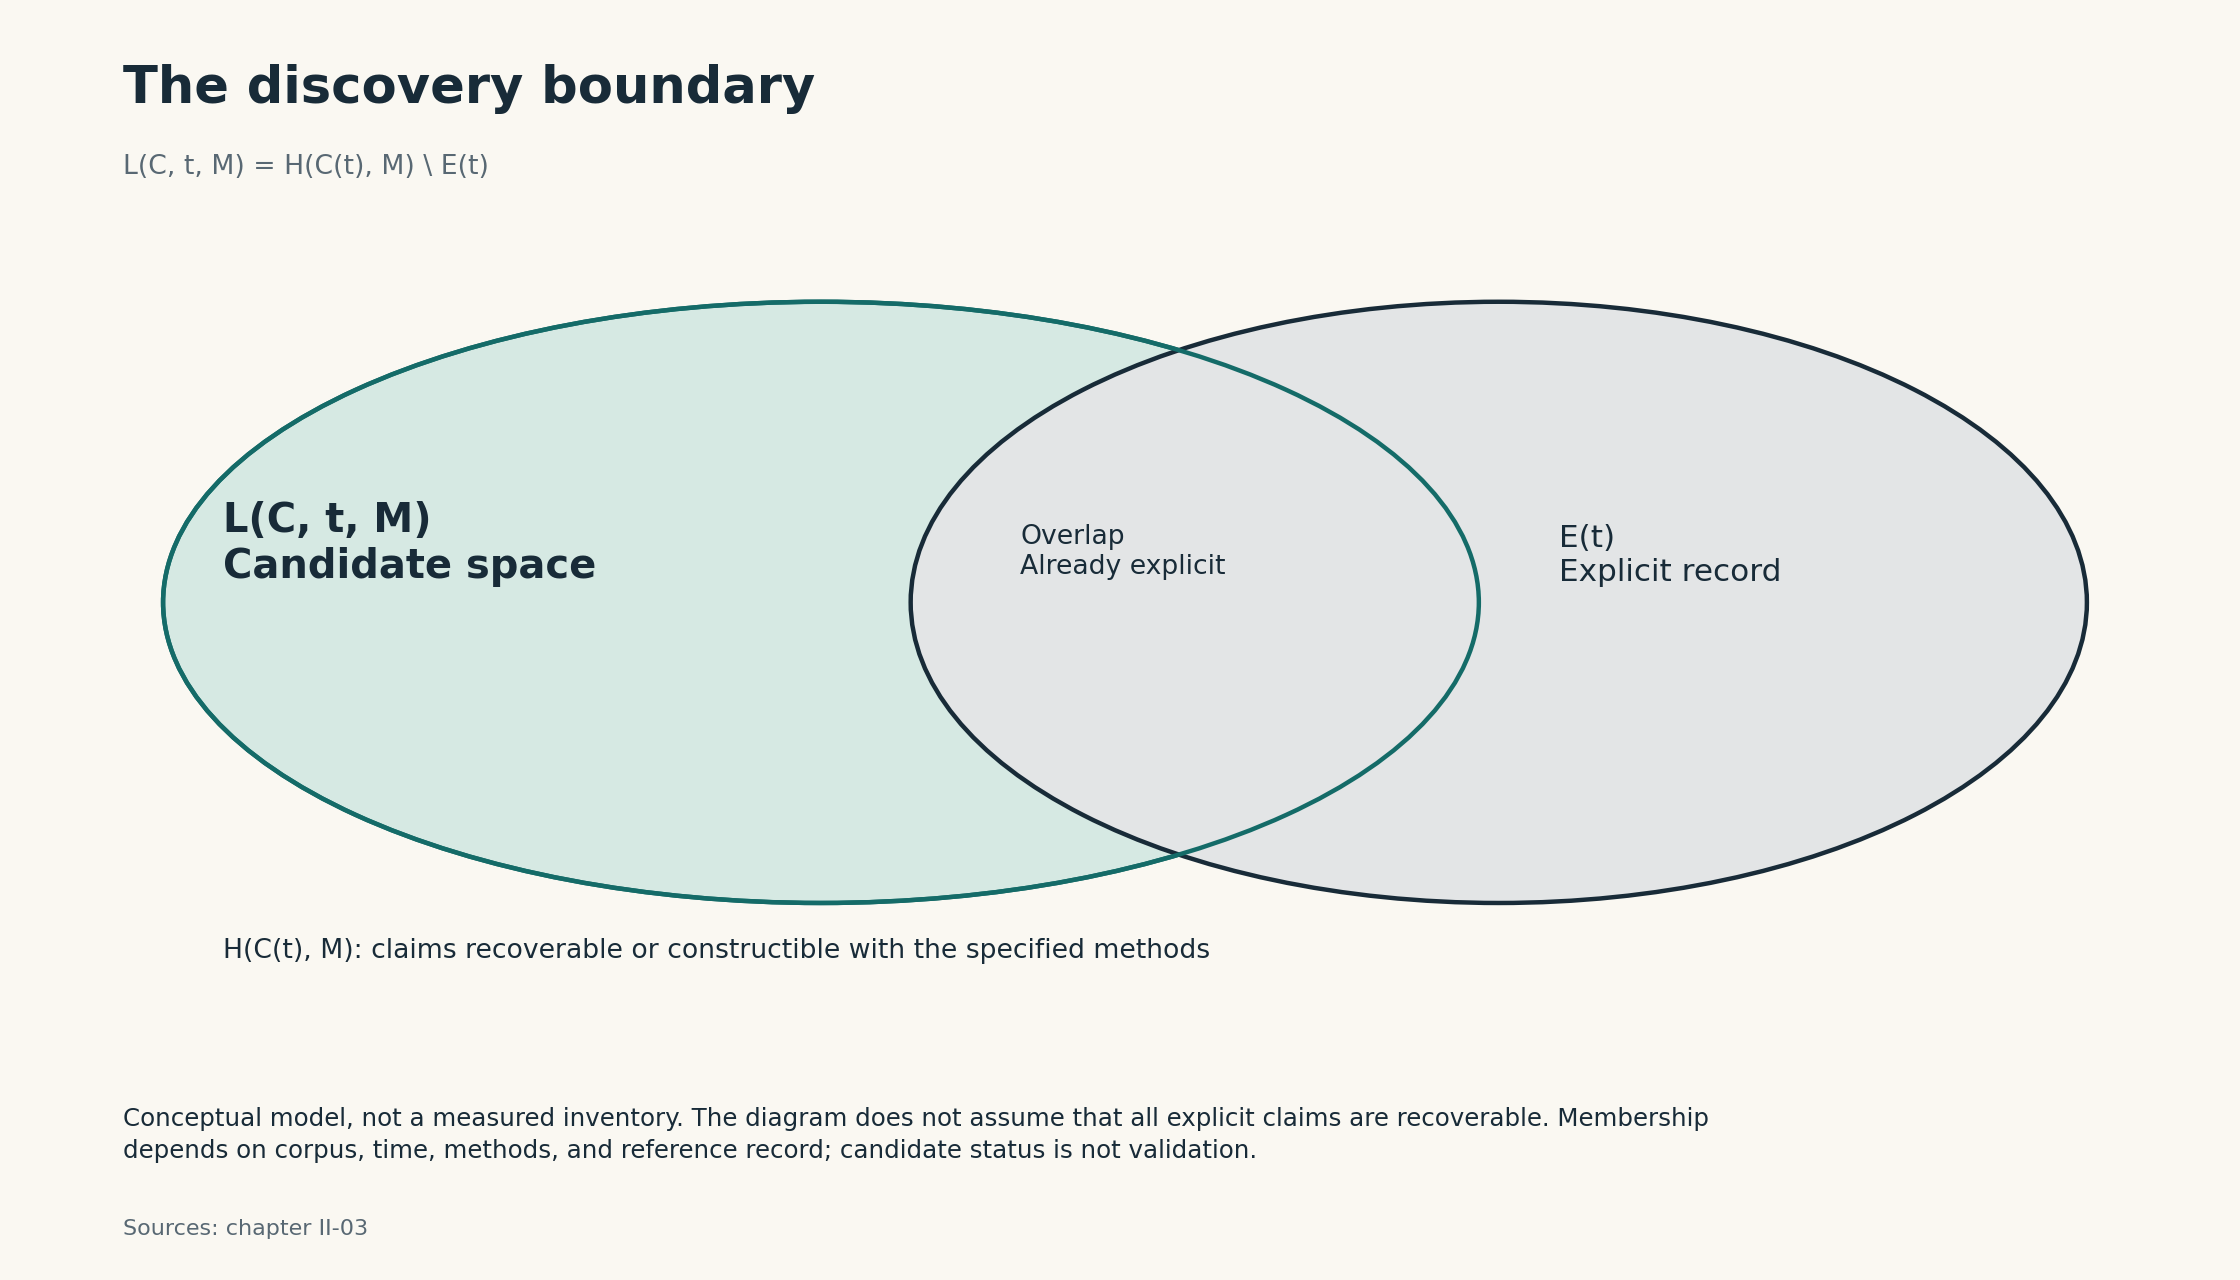 The discovery boundary
L(C, t, M) = H(C(t), M) \ E(t)
L(C, t, M)
Candidate space
Overlap
Already explicit
E(t)
Explicit record
H(C(t), M): claims recoverable or constructible with the specified methods
Conceptual model, not a measured inventory. The diagram does not assume that all explicit claims are recoverable. Membership
depends on corpus, time, methods, and reference record; candidate status is not validation.
Sources: chapter II-03